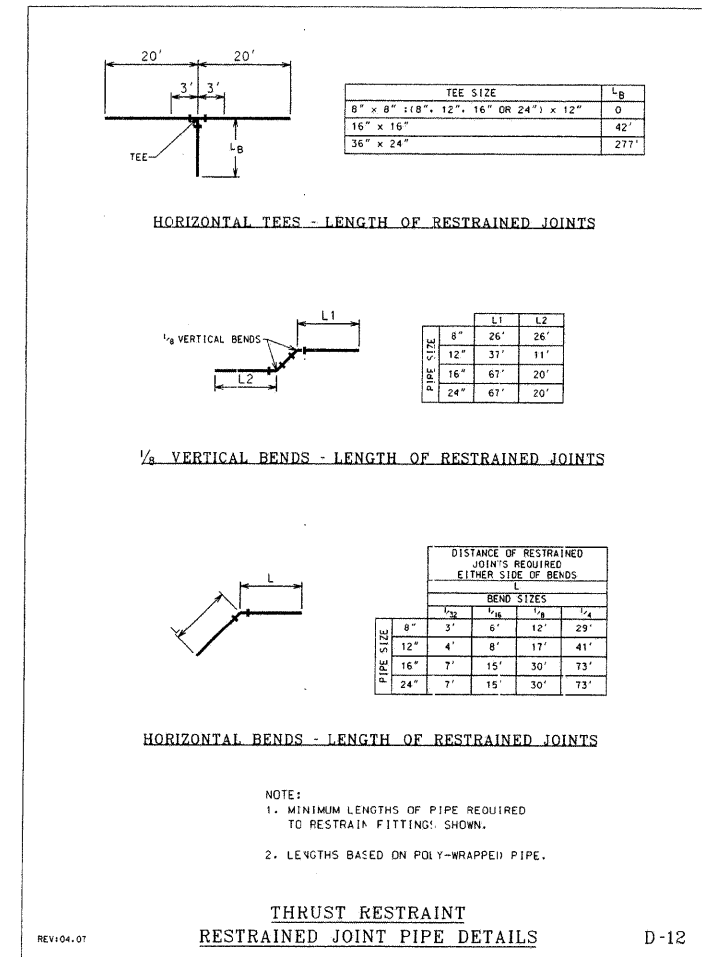 20' 20'
3' 3'
TEE
LB
TEE SIZE LB
8" x 8" ;(8", 12", 16" OR 24") x 12" 0
16" x 16" 42'
36" x 24" 277'
HORIZONTAL TEES - LENGTH OF RESTRAINED JOINTS
L1
1/8 VERTICAL BENDS
L2
L1 L2
PIPE SIZE
8" 26' 26'
12" 37' 11'
16" 67' 20'
24" 67' 20'
1/8 VERTICAL BENDS - LENGTH OF RESTRAINED JOINTS
L
L
DISTANCE OF RESTRAINED
JOINTS REQUIRED
EITHER SIDE OF BENDS
L
BEND SIZES
1/32 1/16 1/8 1/4
PIPE SIZE
8" 3' 6' 12' 29'
12" 4' 8' 17' 41'
16" 7' 15' 30' 73'
24" 7' 15' 30' 73'
HORIZONTAL BENDS - LENGTH OF RESTRAINED JOINTS
NOTE:
1. MINIMUM LENGTHS OF PIPE REQUIRED
TO RESTRAIN FITTINGS SHOWN.
2. LENGTHS BASED ON POLY-WRAPPED PIPE.
THRUST RESTRAINT
RESTRAINED JOINT PIPE DETAILS
REV:04.07
D-12